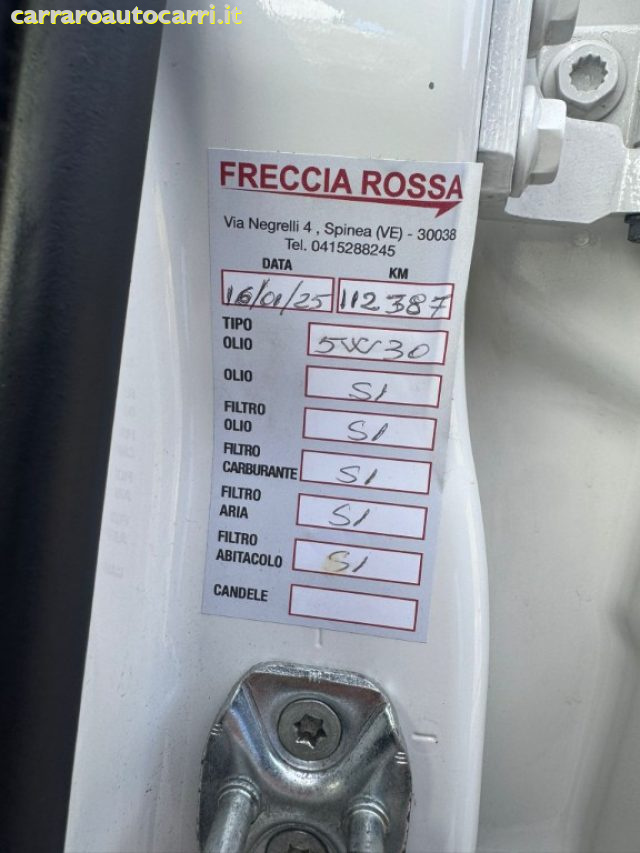 carraroautocarri.it
FRECCIA ROSSA
Via Negrelli 4 , Spinea (VE) - 30038
Tel. 0415288245
DATA KM
16/01/25 112387
TIPO OLIO 5W30
OLIO SI
FILTRO OLIO SI
FILTRO CARBURANTE SI
FILTRO ARIA SI
FILTRO ABITACOLO SI
CANDELE